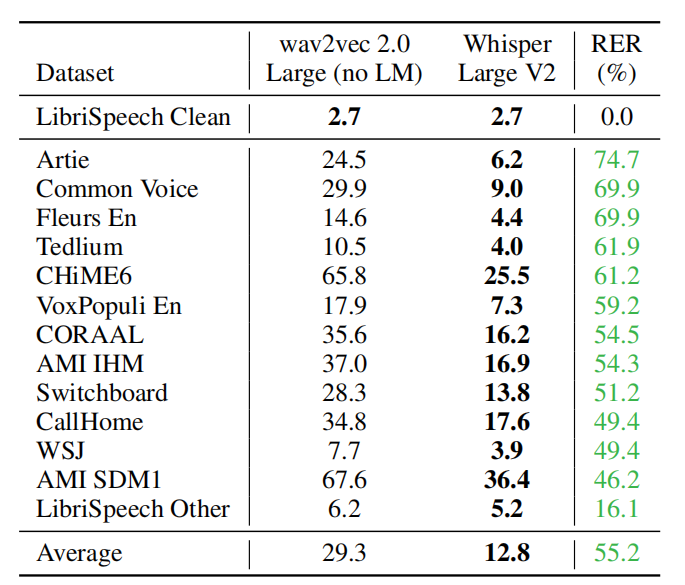 wav2vec 2.0 Whisper RER
Dataset Large (no LM) Large V2 (%)
LibriSpeech Clean 2.7 2.7 0.0
Artie 24.5 6.2 74.7
Common Voice 29.9 9.0 69.9
Fleurs En 14.6 4.4 69.9
Tedlium 10.5 4.0 61.9
CHiME6 65.8 25.5 61.2
VoxPopuli En 17.9 7.3 59.2
CORAAL 35.6 16.2 54.5
AMI IHM 37.0 16.9 54.3
Switchboard 28.3 13.8 51.2
CallHome 34.8 17.6 49.4
WSJ 7.7 3.9 49.4
AMI SDM1 67.6 36.4 46.2
LibriSpeech Other 6.2 5.2 16.1
Average 29.3 12.8 55.2